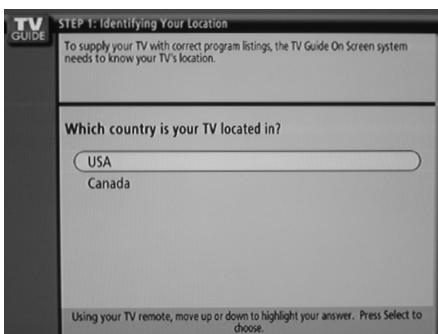 TV
GUIDE
STEP 1: Identifying Your Location
To supply your TV with correct program listings, the TV Guide On Screen system
needs to know your TV's location.
Which country is your TV located in?
USA
Canada
Using your TV remote, move up or down to highlight your answer. Press Select to
choose.